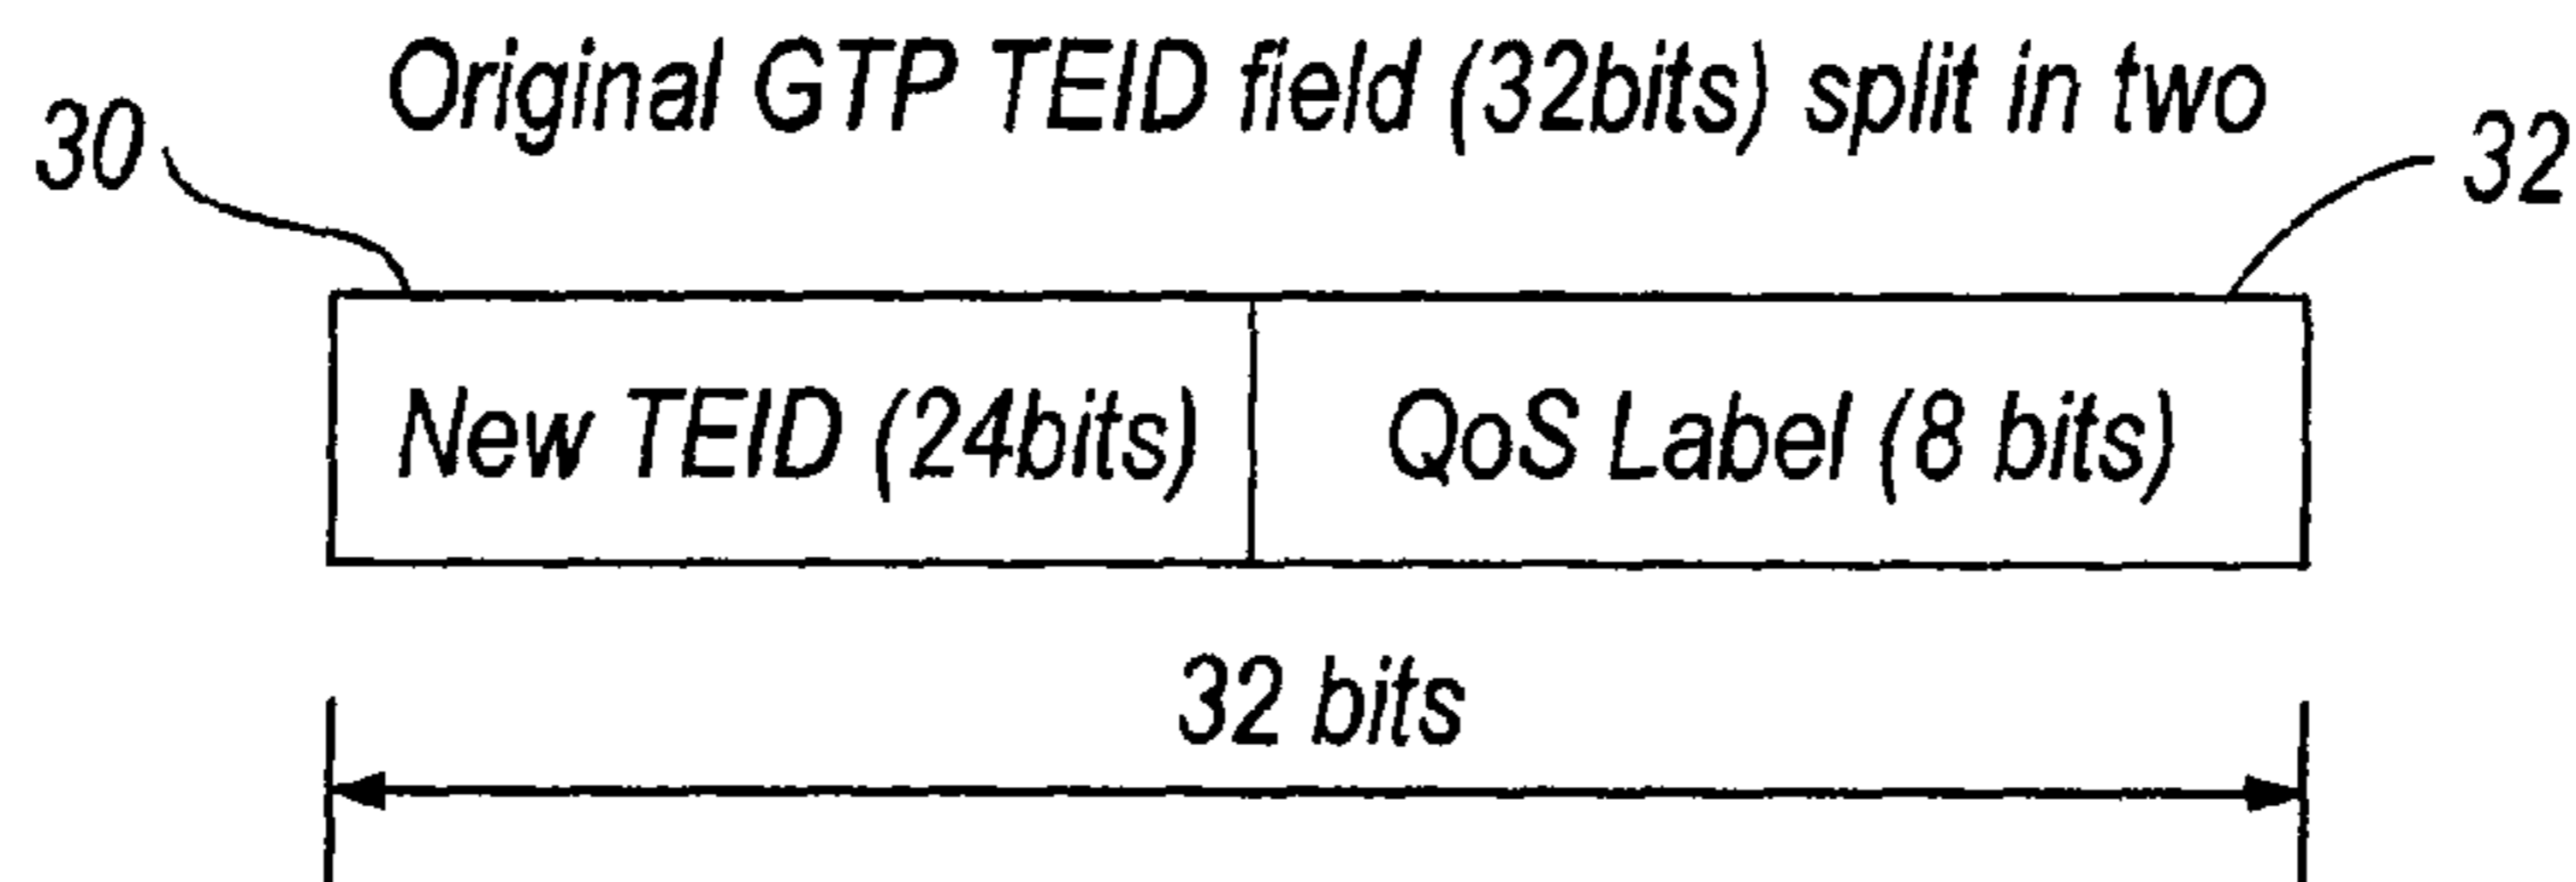 Original GTP TEID field (32bits) split in two
30
32
New TEID (24bits)
QoS Label (8 bits)
32 bits